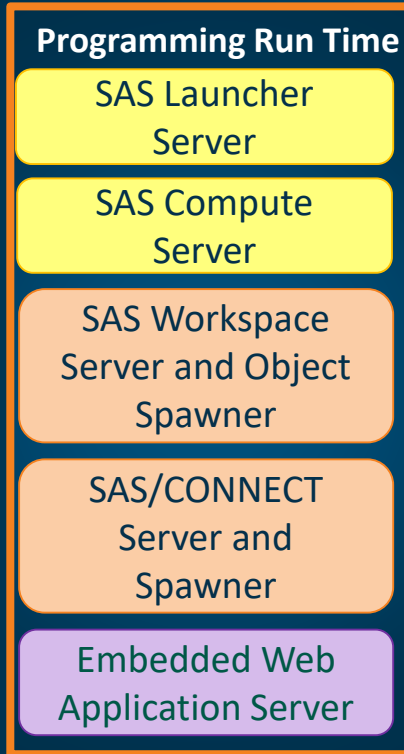 Programming Run Time
SAS Launcher
Server
SAS Compute
Server
SAS Workspace
Server and Object
Spawner
SAS/CONNECT
Server and
Spawner
Embedded Web
Application Server